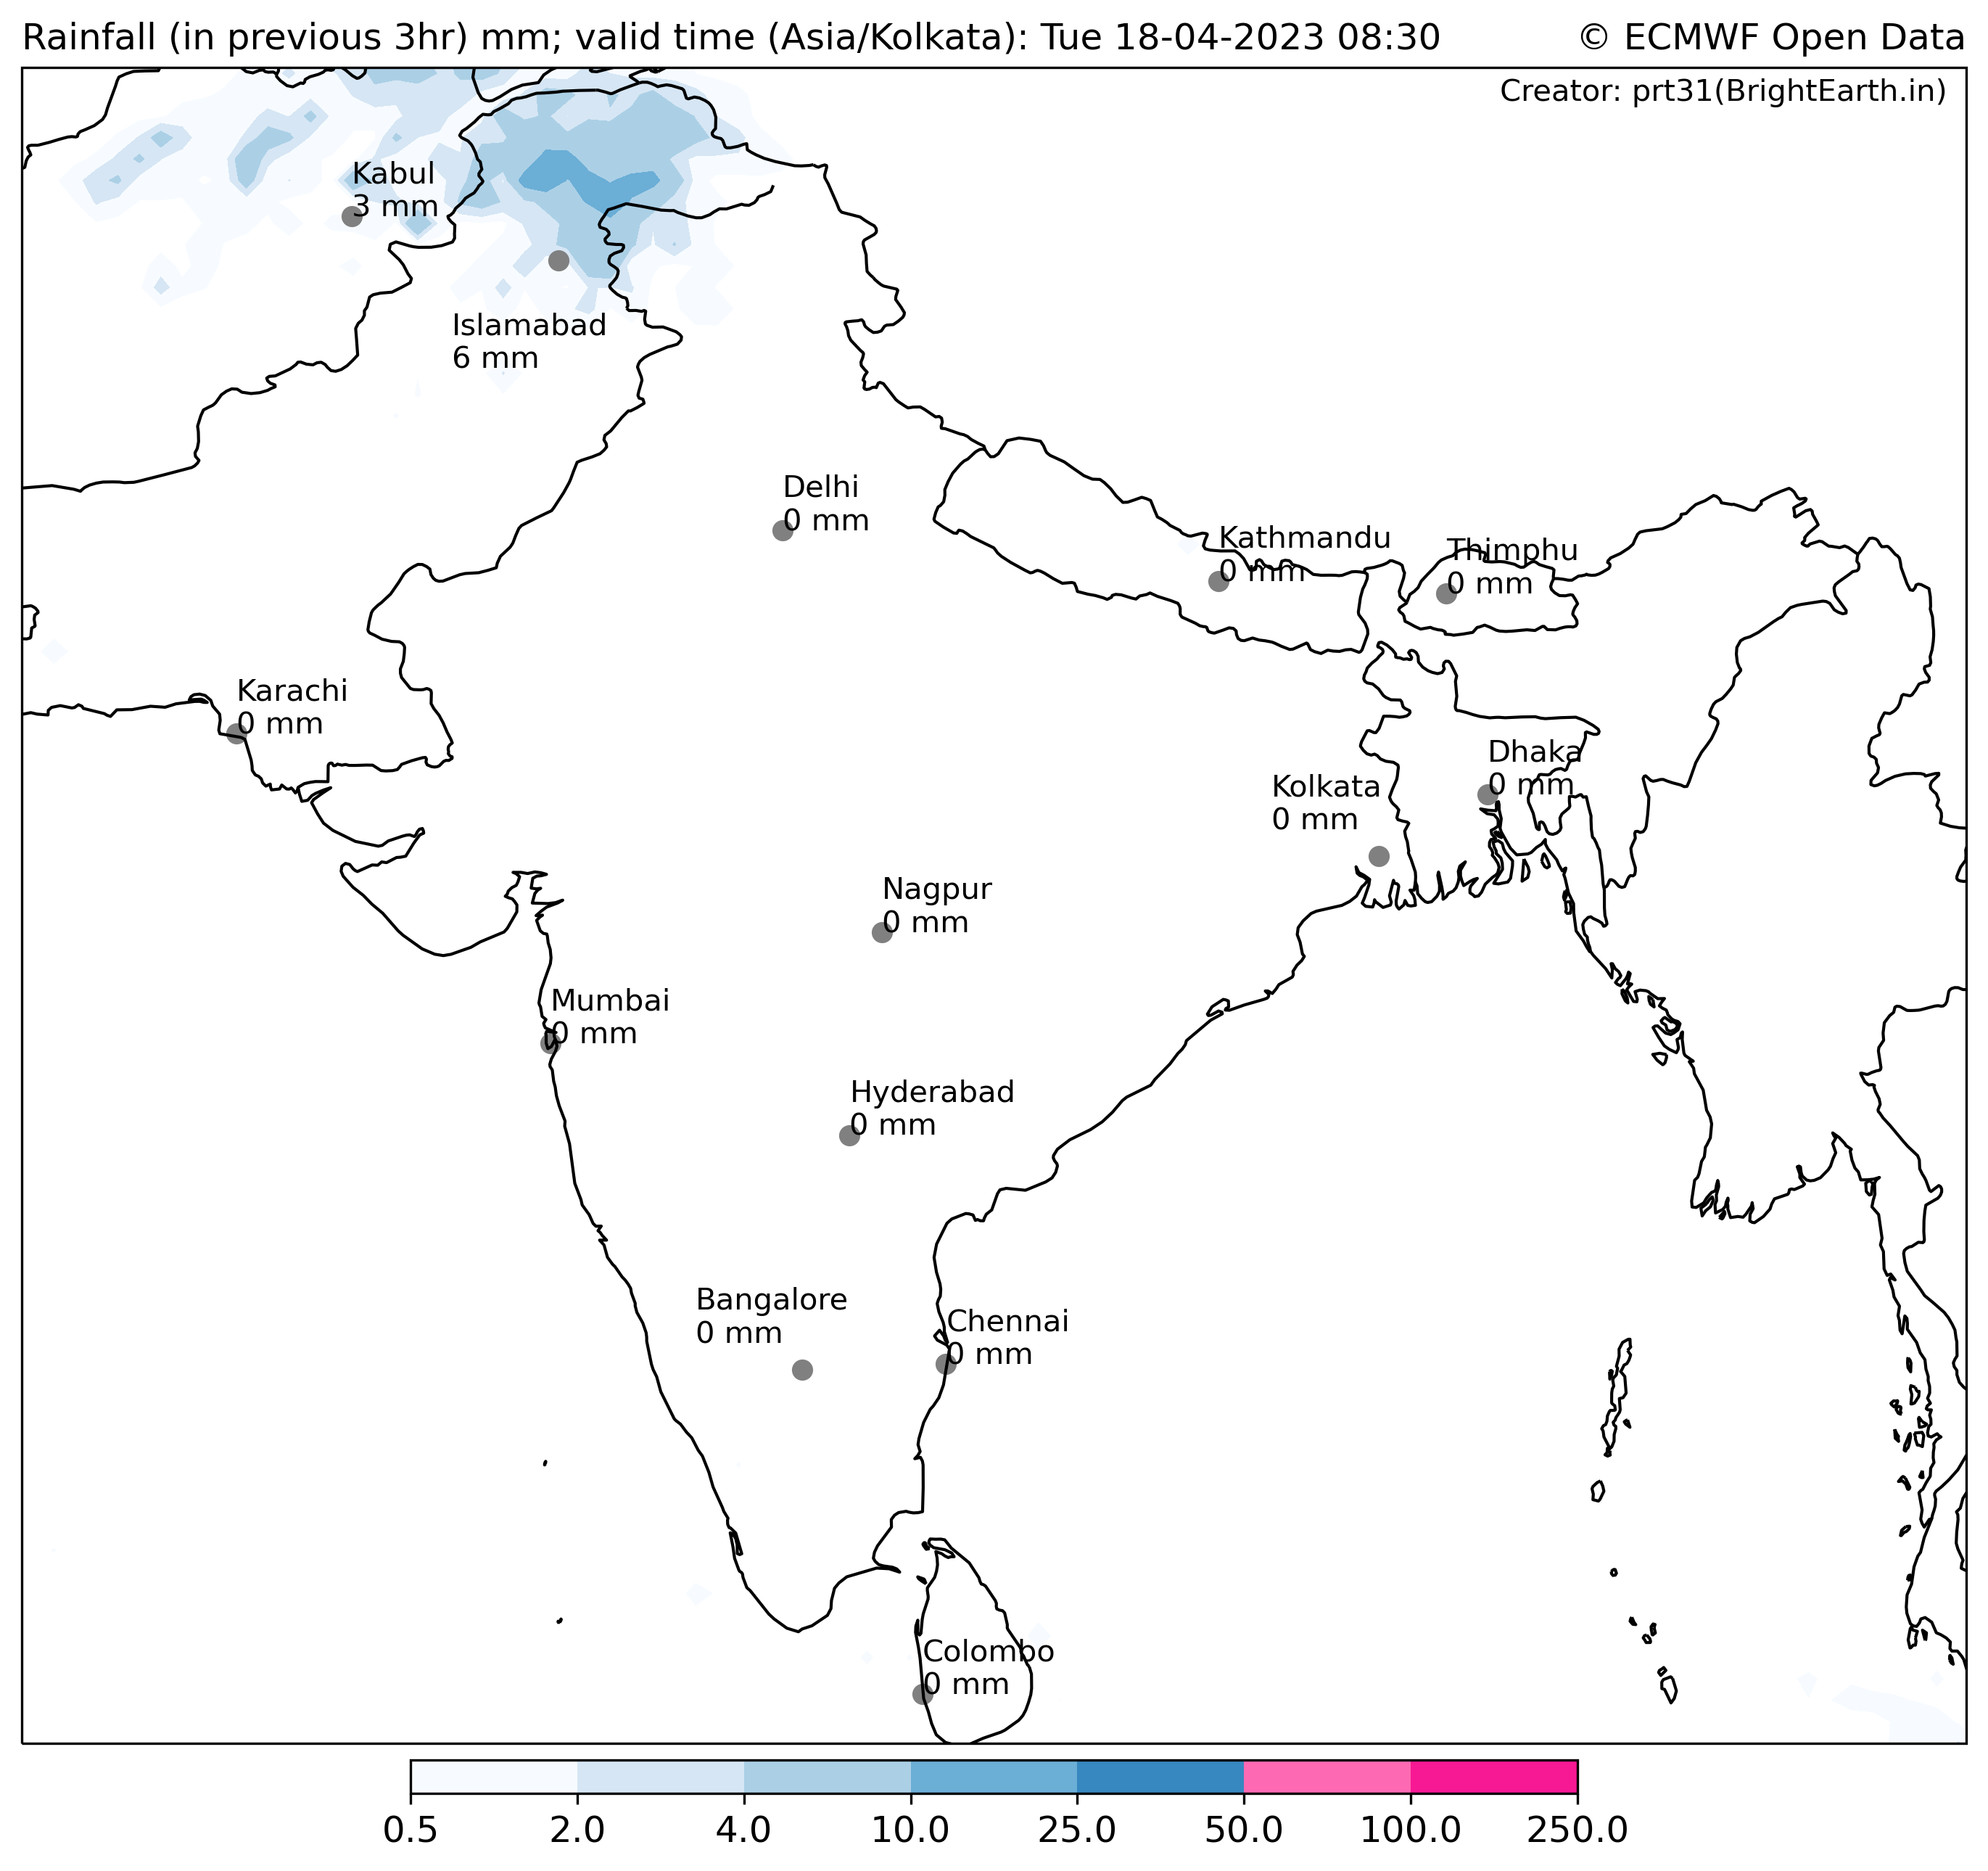 Rainfall (in previous 3hr) mm; valid time (Asia/Kolkata): Tue 18-04-2023 08:30
© ECMWF Open Data
Creator: prt31(BrightEarth.in)
Kabul
3 mm
Islamabad
6 mm
Delhi
0 mm
Kathmandu
0 mm
Thimphu
0 mm
Karachi
0 mm
Dhaka
0 mm
Kolkata
0 mm
Nagpur
0 mm
Mumbai
0 mm
Hyderabad
0 mm
Bangalore
0 mm
Chennai
0 mm
Colombo
0 mm
0.5 2.0 4.0 10.0 25.0 50.0 100.0 250.0